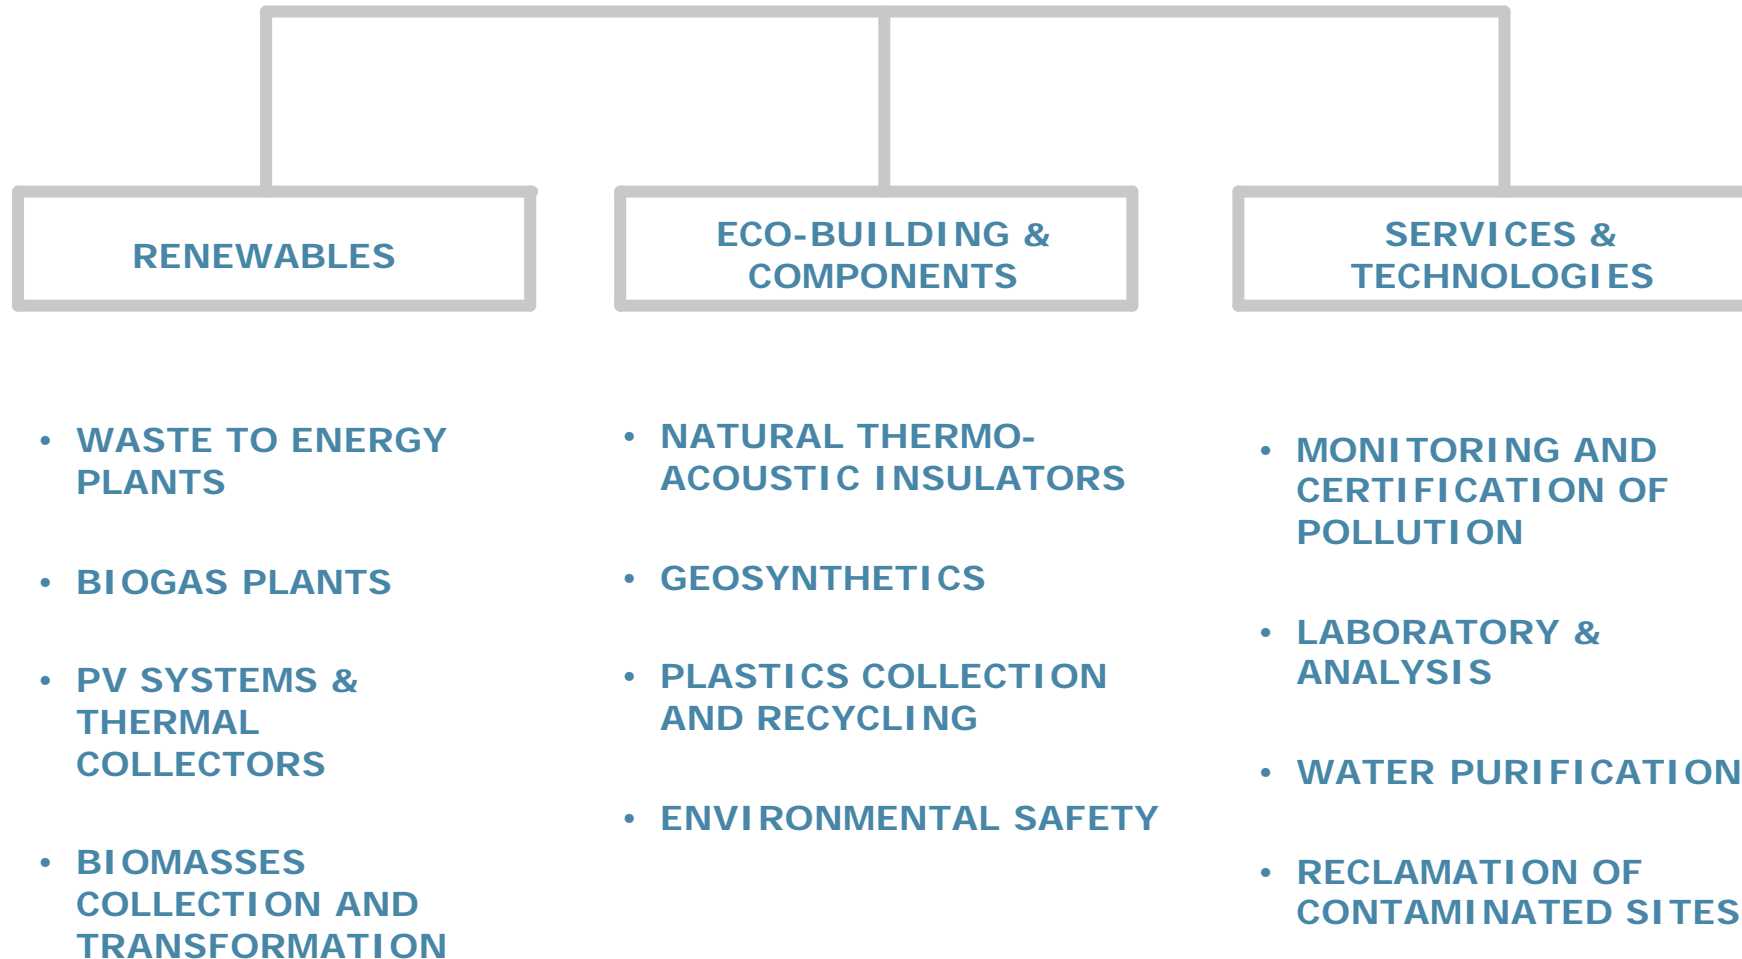 RENEWABLES
ECO-BUILDING &
COMPONENTS
SERVICES &
TECHNOLOGIES
• WASTE TO ENERGY
PLANTS
• BIOGAS PLANTS
• PV SYSTEMS &
THERMAL
COLLECTORS
• BIOMASSES
COLLECTION AND
TRANSFORMATION
• NATURAL THERMO-
ACOUSTIC INSULATORS
• GEOSYNTHETICS
• PLASTICS COLLECTION
AND RECYCLING
• ENVIRONMENTAL SAFETY
• MONITORING AND
CERTIFICATION OF
POLLUTION
• LABORATORY &
ANALYSIS
• WATER PURIFICATION
• RECLAMATION OF
CONTAMINATED SITES